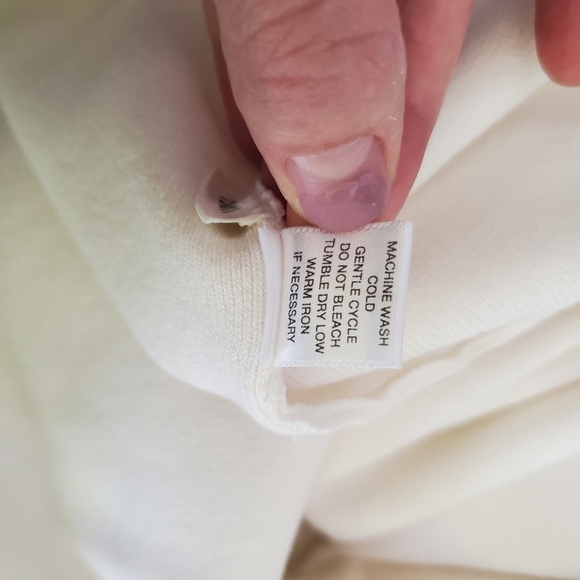 MACHINE WASH
COLD
GENTLE CYCLE
DO NOT BLEACH
TUMBLE DRY LOW
WARM IRON
IF NECESSARY